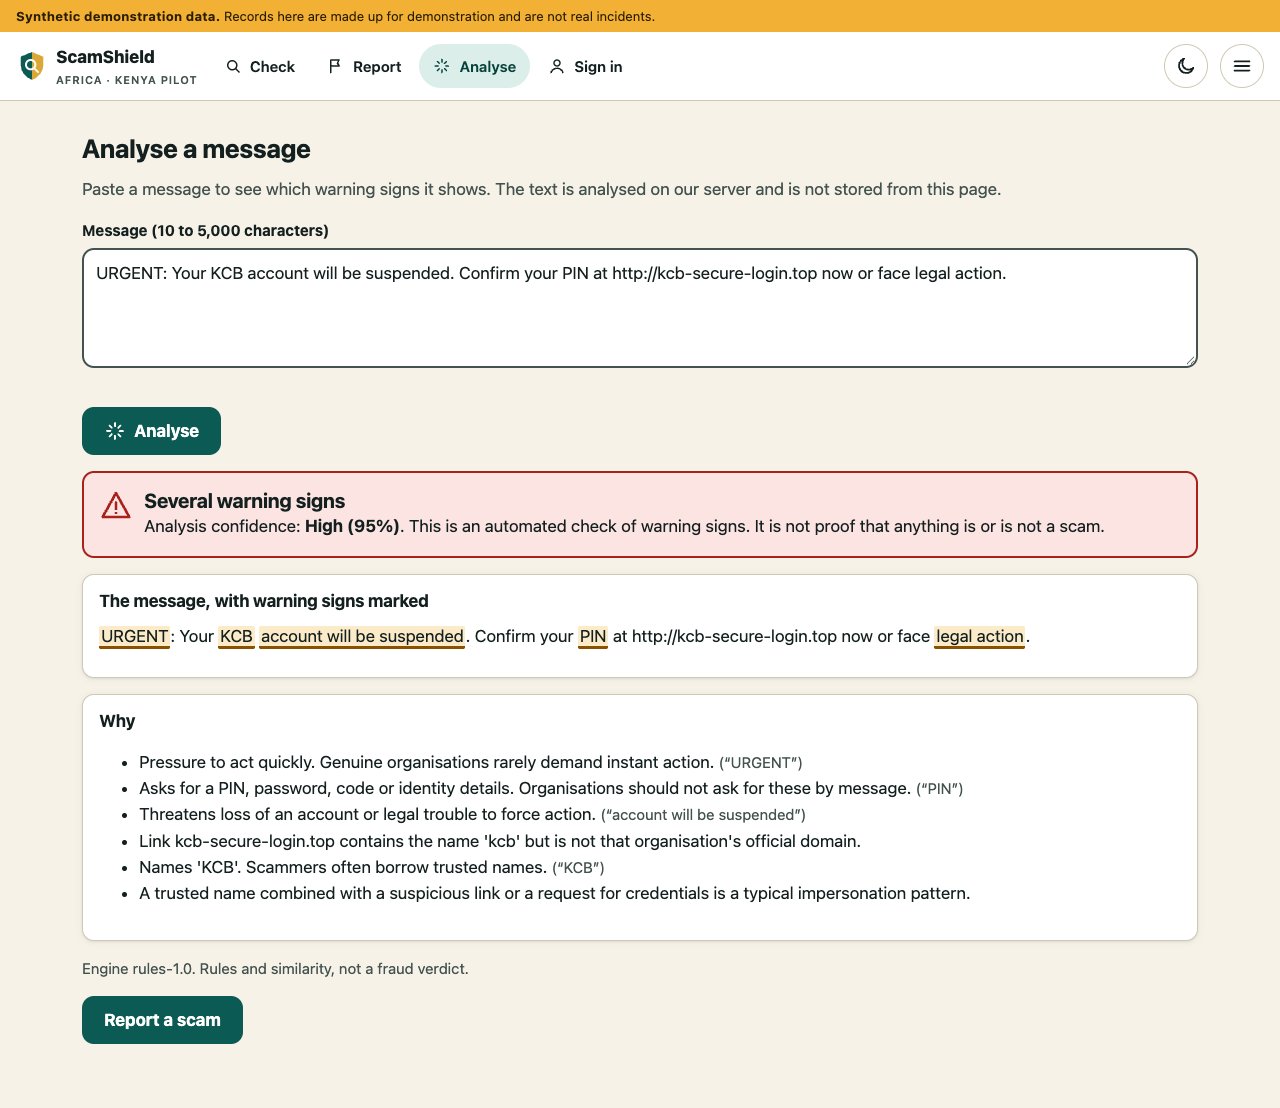 Synthetic demonstration data. Records here are made up for demonstration and are not real incidents.
ScamShield
AFRICA · KENYA PILOT
Check
Report
Analyse
Sign in
Analyse a message
Paste a message to see which warning signs it shows. The text is analysed on our server and is not stored from this page.
Message (10 to 5,000 characters)
URGENT: Your KCB account will be suspended. Confirm your PIN at http://kcb-secure-login.top now or face legal action.
Analyse
Several warning signs
Analysis confidence: High (95%). This is an automated check of warning signs. It is not proof that anything is or is not a scam.
The message, with warning signs marked
URGENT: Your KCB account will be suspended. Confirm your PIN at http://kcb-secure-login.top now or face legal action.
Why
• Pressure to act quickly. Genuine organisations rarely demand instant action. (“URGENT”)
• Asks for a PIN, password, code or identity details. Organisations should not ask for these by message. (“PIN”)
• Threatens loss of an account or legal trouble to force action. (“account will be suspended”)
• Link kcb-secure-login.top contains the name 'kcb' but is not that organisation's official domain.
• Names 'KCB'. Scammers often borrow trusted names. (“KCB”)
• A trusted name combined with a suspicious link or a request for credentials is a typical impersonation pattern.
Engine rules-1.0. Rules and similarity, not a fraud verdict.
Report a scam